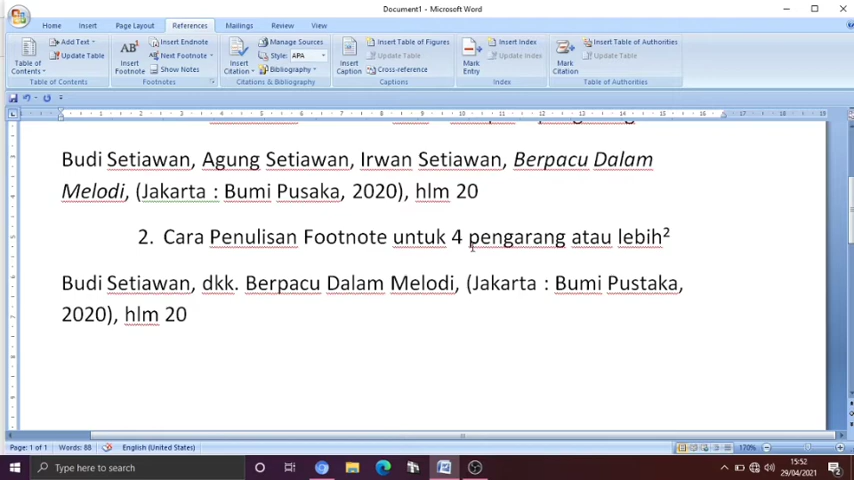 Document1 - Microsoft Word
Home Insert Page Layout References Mailings Review View
Table of Contents
Add Text
Update Table
Table of Contents
AB¹ Insert Footnote
Insert Endnote
Next Footnote
Show Notes
Footnotes
Insert Citation
Manage Sources
Style: APA
Bibliography
Citations & Bibliography
Insert Caption
Insert Table of Figures
Update Table
Cross-reference
Captions
Mark Entry
Insert Index
Update Index
Index
Mark Citation
Insert Table of Authorities
Update Table
Table of Authorities
Budi Setiawan, Agung Setiawan, Irwan Setiawan, Berpacu Dalam
Melodi, (Jakarta : Bumi Pusaka, 2020), hlm 20
2. Cara Penulisan Footnote untuk 4 pengarang atau lebih²
Budi Setiawan, dkk. Berpacu Dalam Melodi, (Jakarta : Bumi Pustaka,
2020), hlm 20
Page: 1 of 1 Words: 88 English (United States) 170%
Type here to search
15:52
29/04/2021